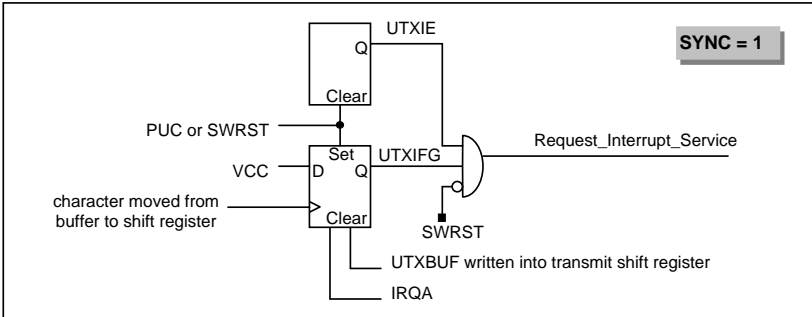 UTXIE
SYNC = 1
Q
Clear
PUC or SWRST
Request_Interrupt_Service
Set
UTXIFG
VCC
D
Q
character moved from
buffer to shift register
Clear
SWRST
UTXBUF written into transmit shift register
IRQA